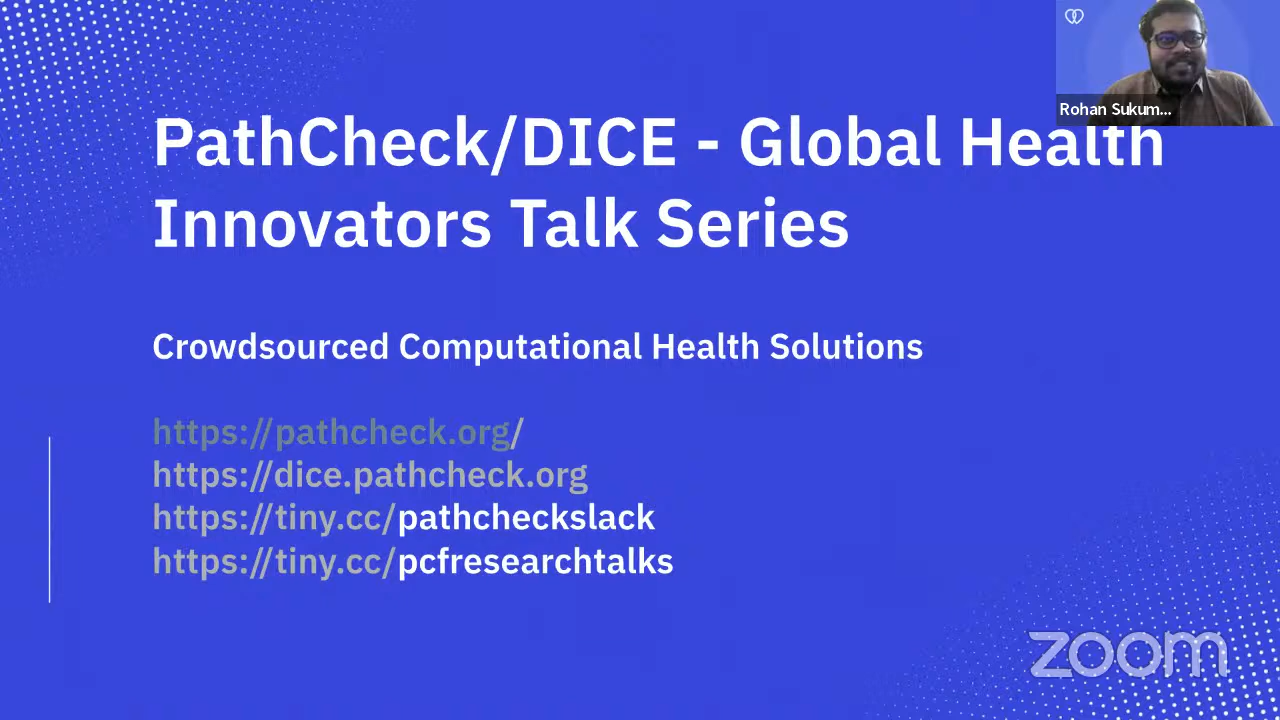 Rohan Sukum...
PathCheck/DICE - Global Health
Innovators Talk Series
Crowdsourced Computational Health Solutions
https://pathcheck.org/
https://dice.pathcheck.org
https://tiny.cc/pathcheckslack
https://tiny.cc/pcfresearchtalks
zoom